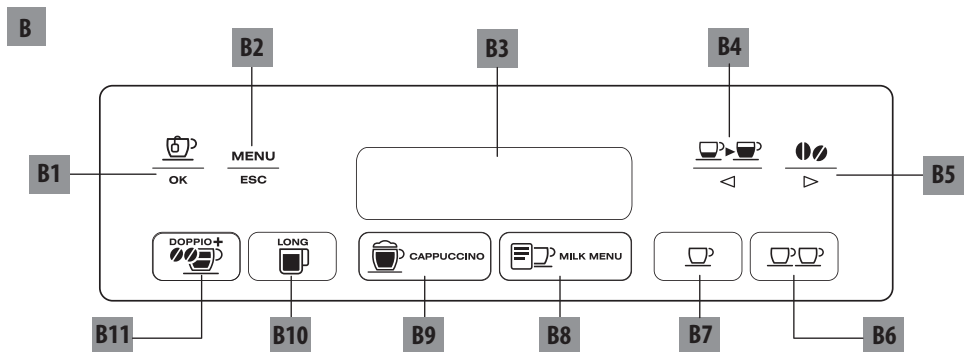 B
B2
B3
B4
MENU
B1
OK
ESC
B5
DOPPIO+
LONG
CAPPUCCINO
MILK MENU
B11
B10
B9
B8
B7
B6